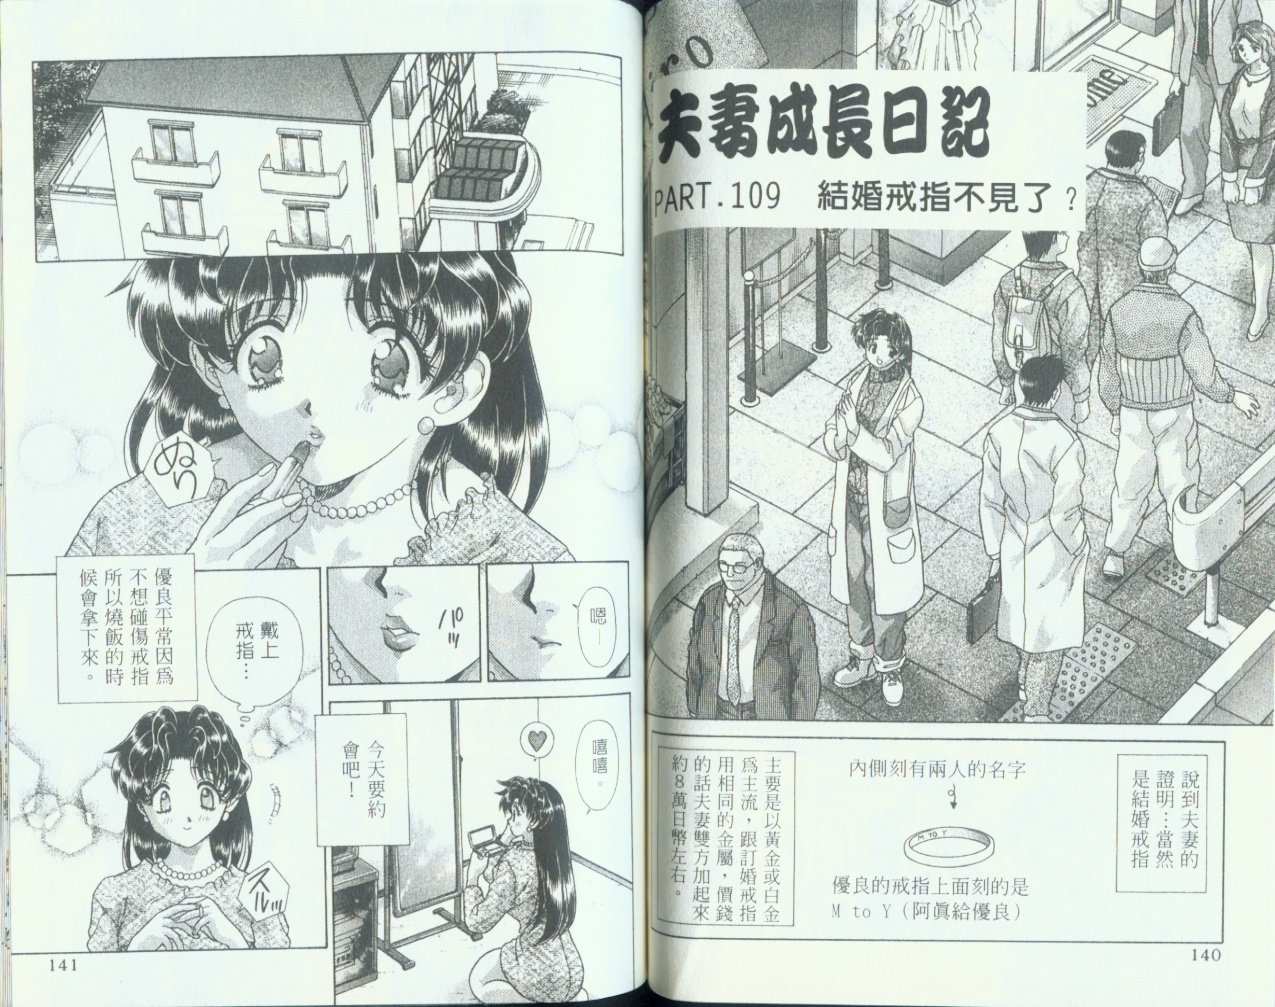 夫妻成長日記
PART.109 結婚戒指不見了?
說到夫妻的
證明…當然
是結婚戒指
內側刻有兩人的名字
M TO Y
優良的戒指上面刻的是
M to Y(阿眞給優良)
主要是以黃金或白金
爲主流，跟訂婚戒指
用相同的金屬，價錢
的話夫妻雙方加起來
約8萬日幣左右。
140
ぬり
嗯—
パッ
戴上
戒指…
優良平常因爲
不想碰傷戒指
所以燒飯的時
候會拿下來。
嘻嘻。
今天要約
會吧！
スルッ
141